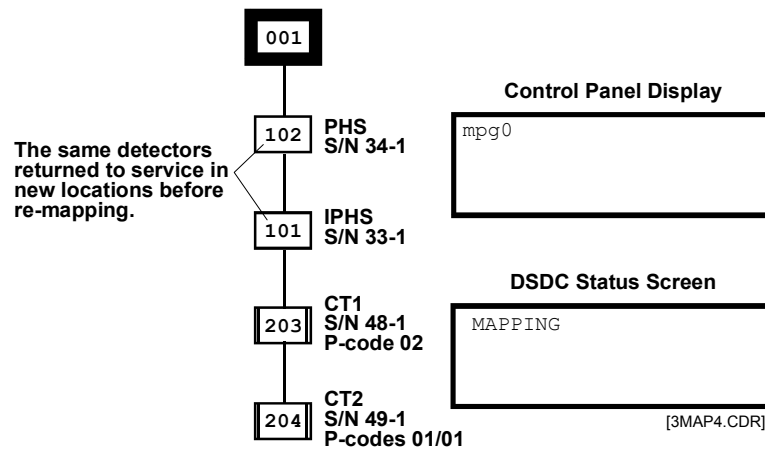 001
Control Panel Display
102
PHS
S/N 34-1
mpg0
The same detectors
returned to service in
new locations before
re-mapping.
101
IPHS
S/N 33-1
DSDC Status Screen
203
CT1
S/N 48-1
P-code 02
MAPPING
204
CT2
S/N 49-1
P-codes 01/01
[3MAP4.CDR]